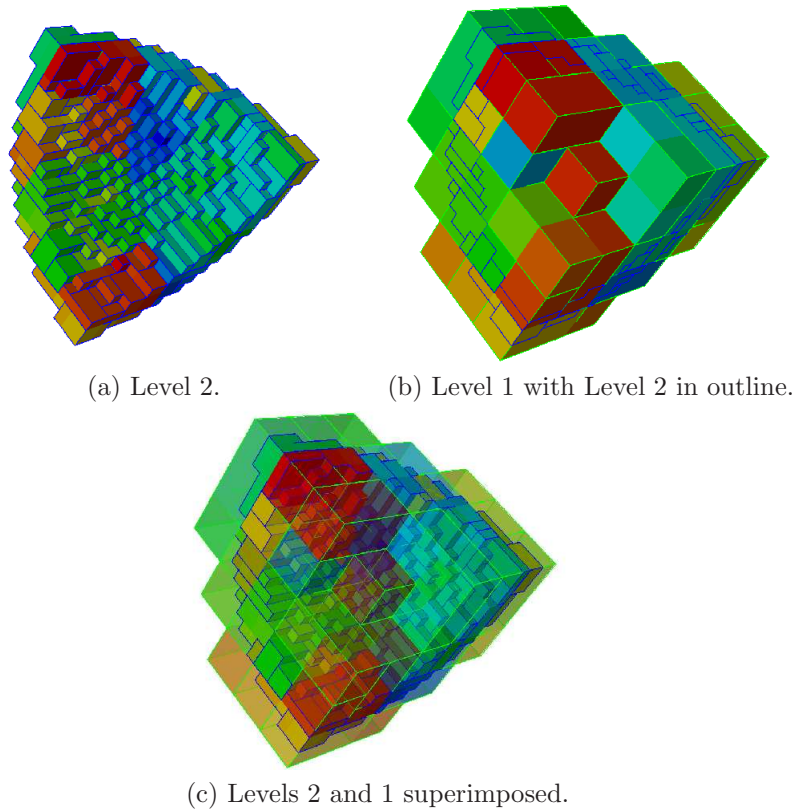 (a) Level 2.
(b) Level 1 with Level 2 in outline.
(c) Levels 2 and 1 superimposed.